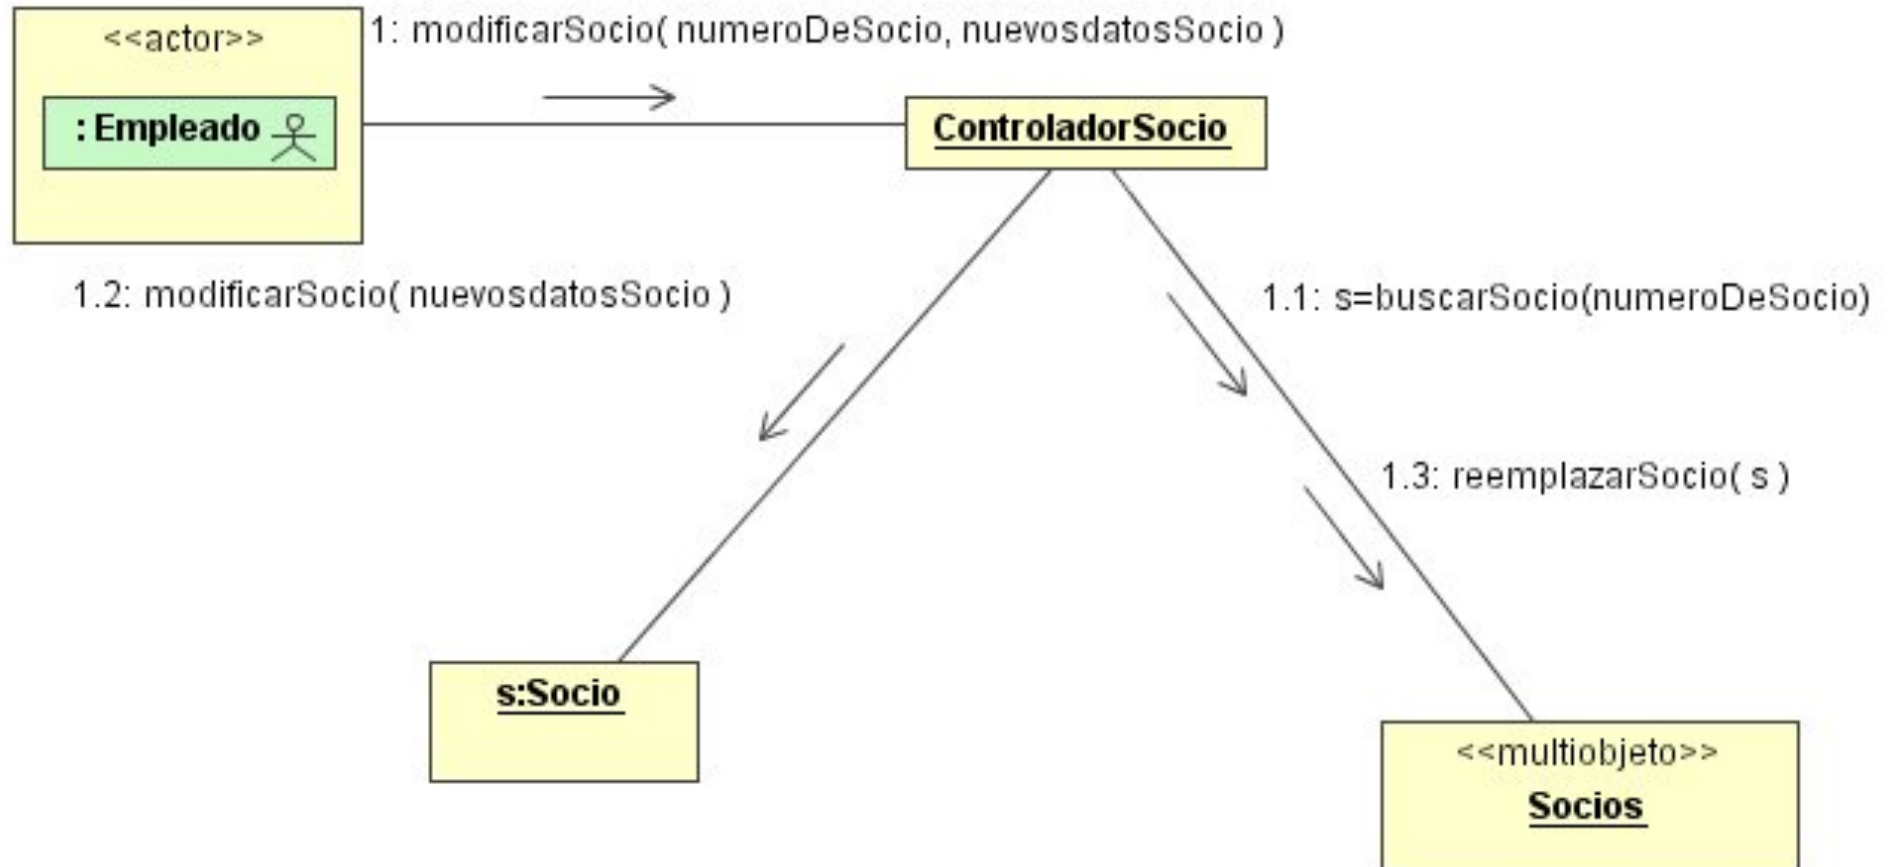 <<actor>>
1: modificarSocio( numeroDeSocio, nuevosdatosSocio )
: Empleado
ControladorSocio
1.2: modificarSocio( nuevosdatosSocio )
1.1: s=buscarSocio(numeroDeSocio)
1.3: reemplazarSocio( s )
s:Socio
<<multiobjeto>>
Socios